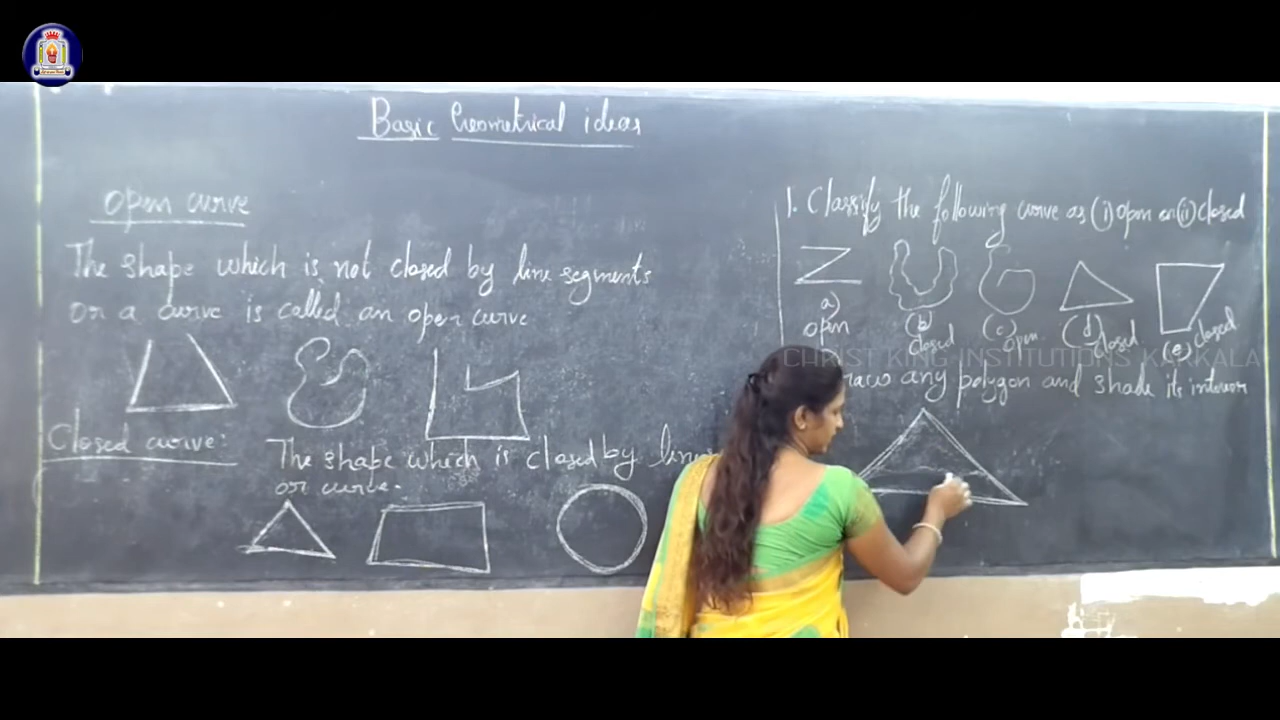 Basic Geometrical ideas
Open curve
The shape which is not closed by line segments
or a curve is called an open curve
Closed curve:
The shape which is closed by
or curve.
1. Classify the following curve as (i) open or (ii) closed
a)
open
(b)
closed
(c)
open
(d)
closed
(e)
closed
CHRIST KING INSTITUTIONS KARKALA
any polygon and shade its interior